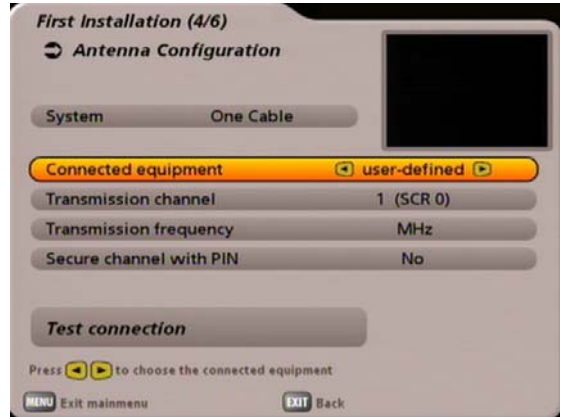 First Installation (4/6)
Antenna Configuration
System One Cable
Connected equipment user-defined
Transmission channel 1 (SCR 0)
Transmission frequency MHz
Secure channel with PIN No
Test connection
Press to choose the connected equipment
MENU Exit mainmenu EXIT Back